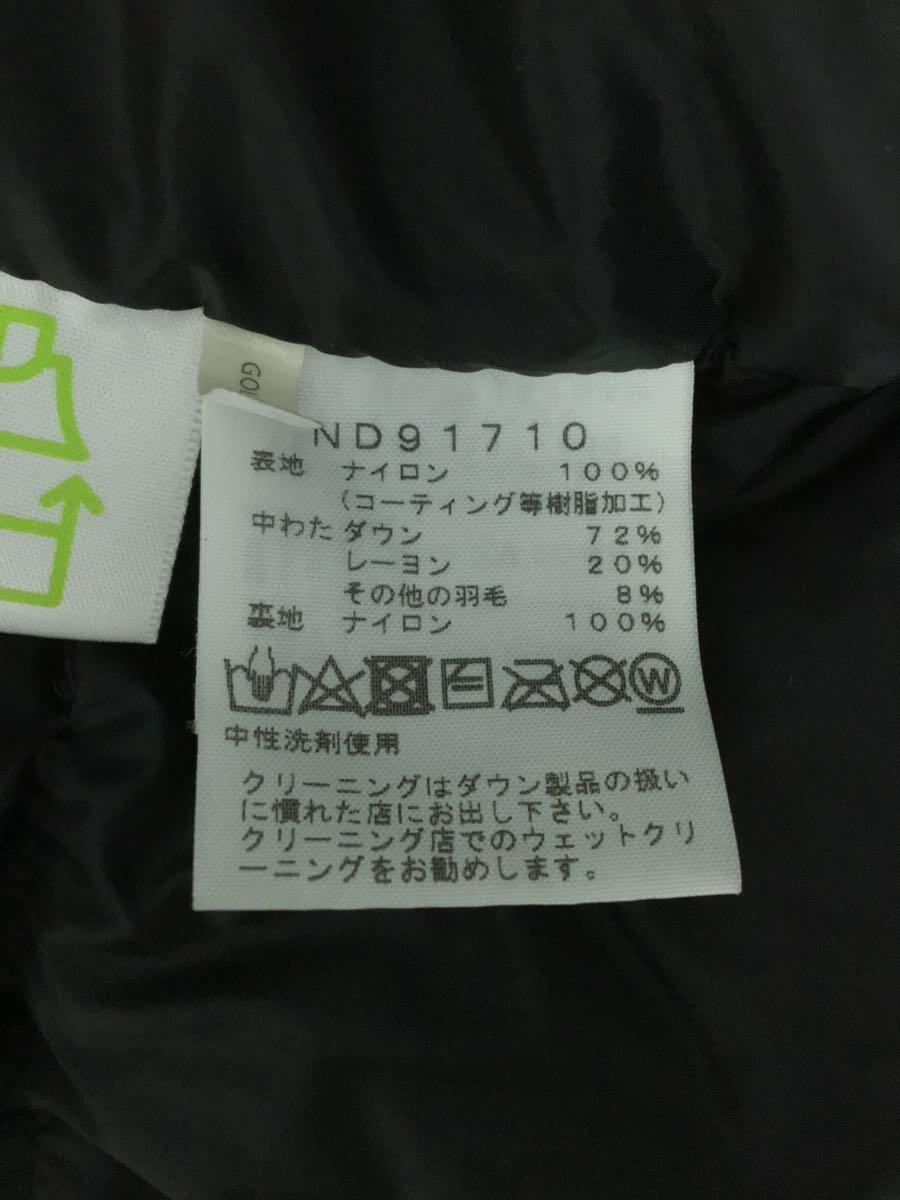 GO
ND91710
表地 ナイロン 100%
(コーティング等樹脂加工)
中わた ダウン 72%
レーヨン 20%
その他の羽毛 8%
裏地 ナイロン 100%
W
中性洗剤使用
クリーニングはダウン製品の扱い
に慣れた店にお出し下さい。
クリーニング店でのウェットクリ
ーニングをお勧めします。